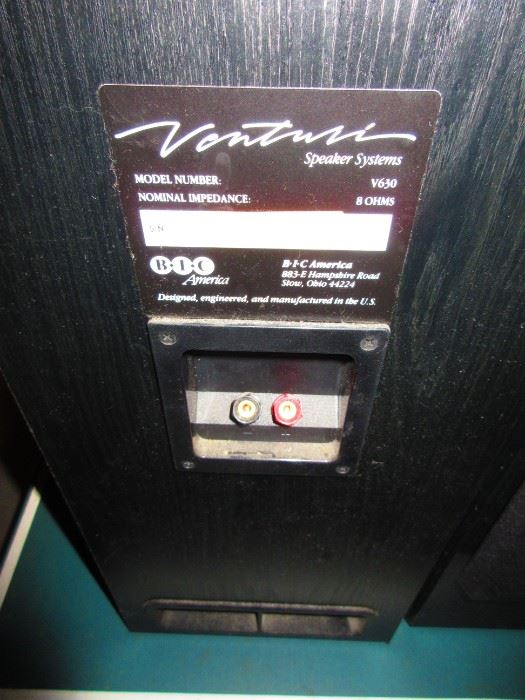 Venturi
Speaker Systems
MODEL NUMBER: V630
NOMINAL IMPEDANCE: 8 OHMS
S/N
B·I·C
America
B·I·C America
883-E Hampshire Road
Stow, Ohio 44224
Designed, engineered, and manufactured in the U.S.